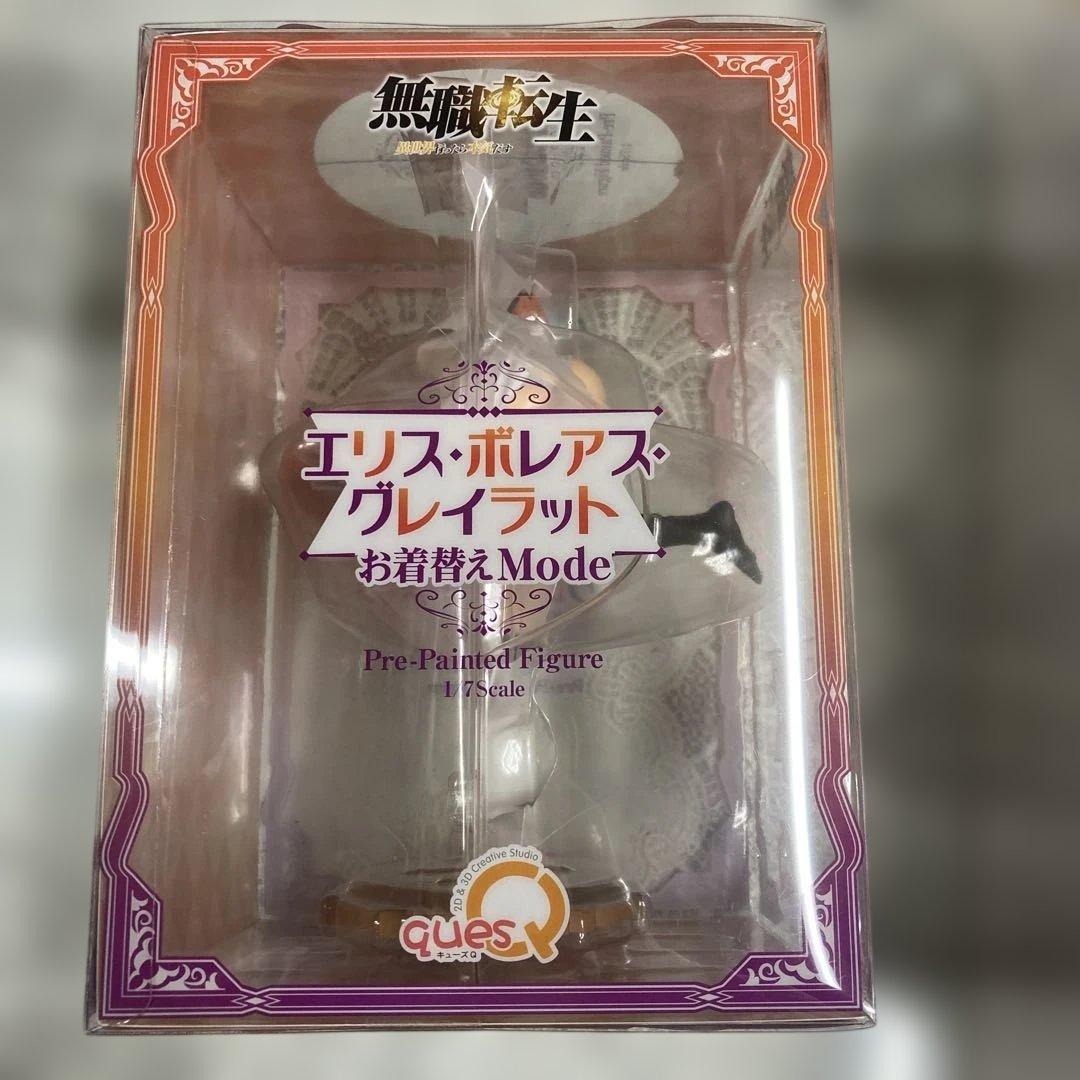 無職転生
異世界行ったら本気だす
エリス・ボレアス・
グレイラット
お着替えMode
Pre-Painted Figure
1/7Scale
2D & 3D Creative Studio
quesQ
キューズQ